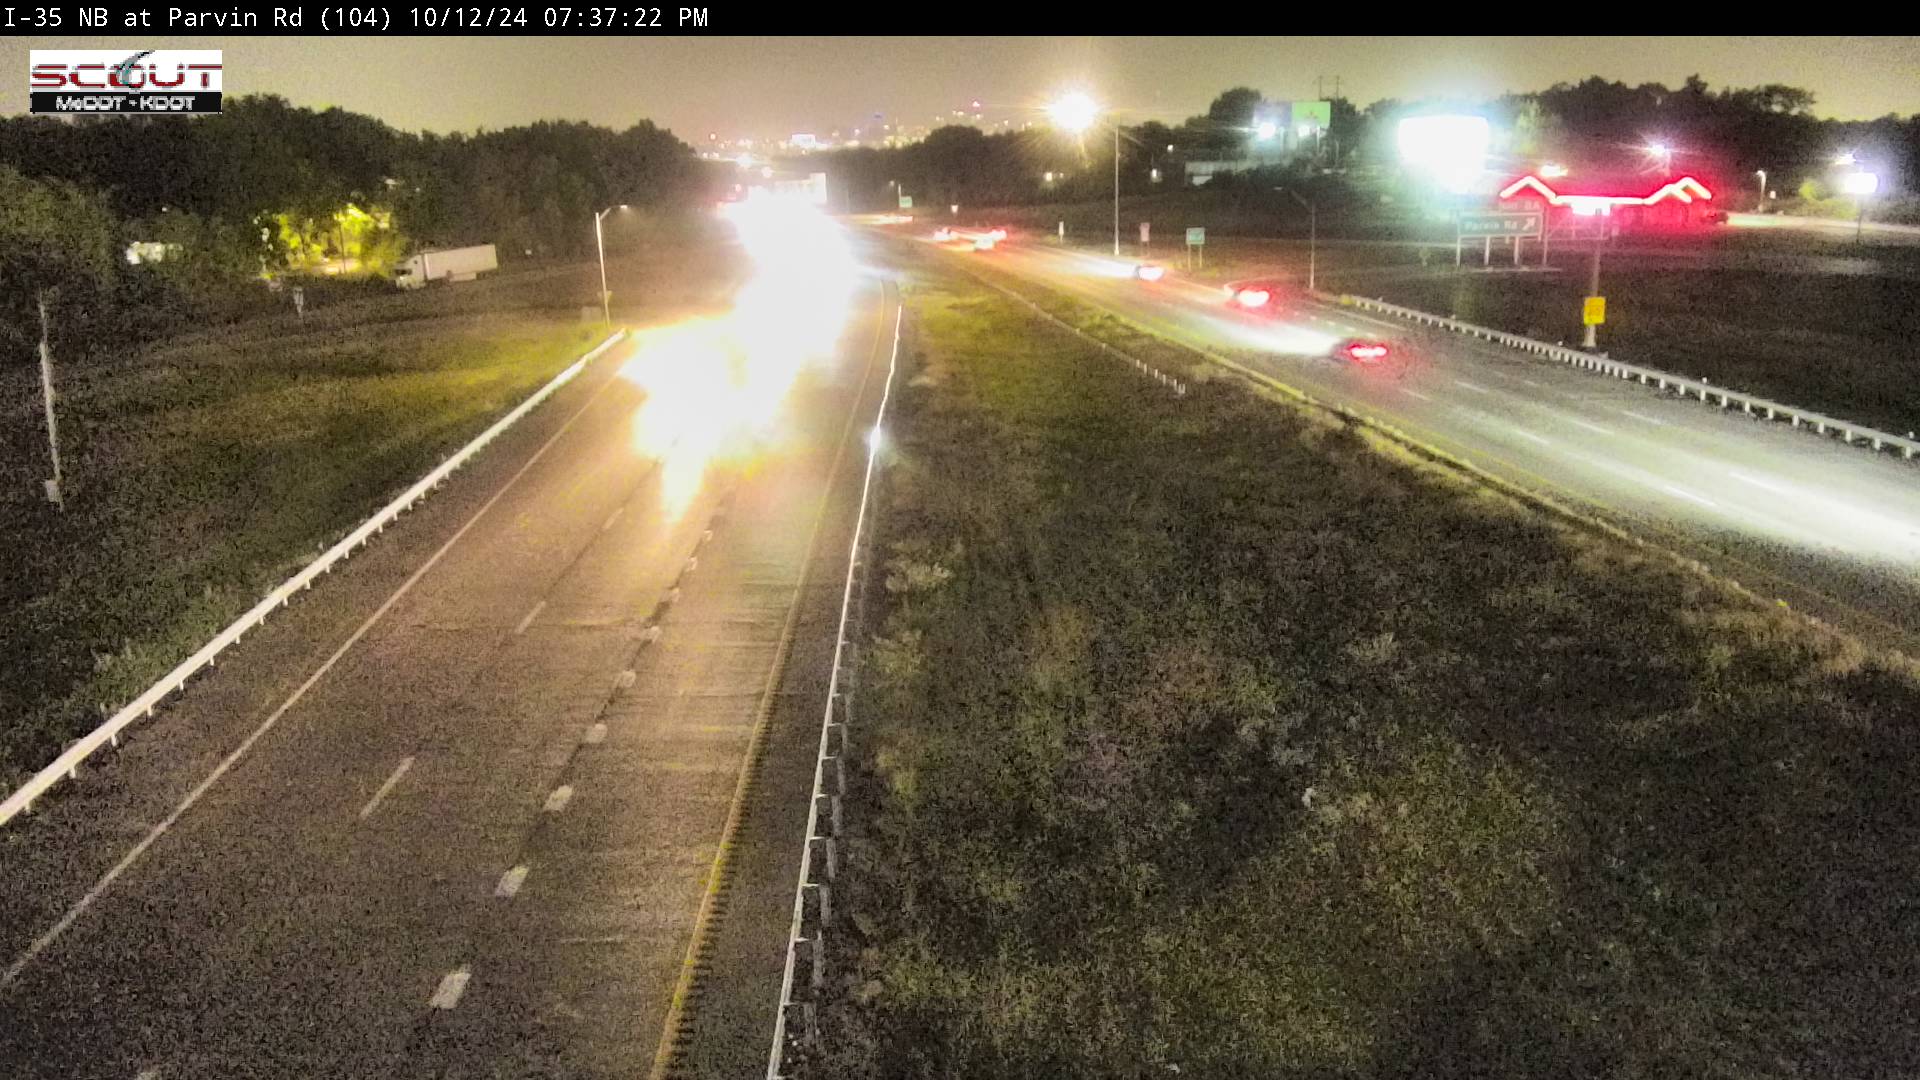 I-35 NB at Parvin Rd (104) 10/12/24 07:37:22 PM
SCOUT
MoDOT - KDOT
Parvin Rd